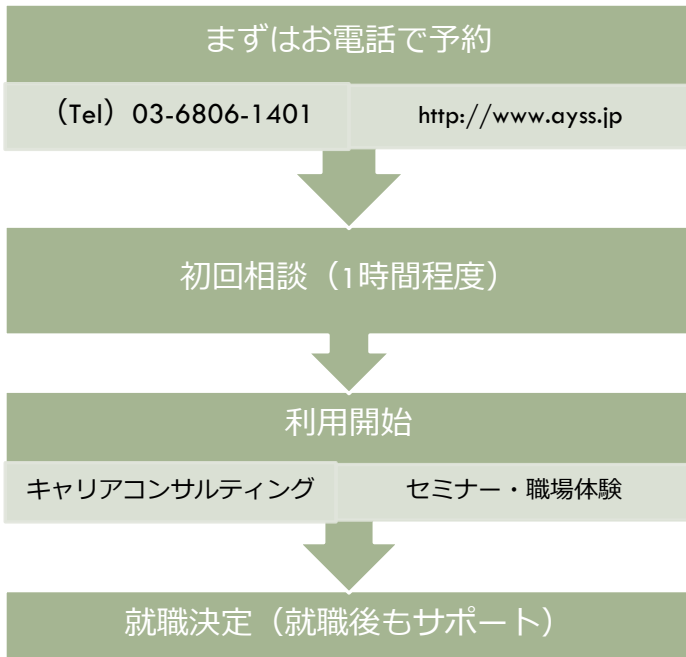 まずはお電話で予約
（Tel）03-6806-1401
http://www.ayss.jp
初回相談（1時間程度）
利用開始
キャリアコンサルティング
セミナー・職場体験
就職決定（就職後もサポート）